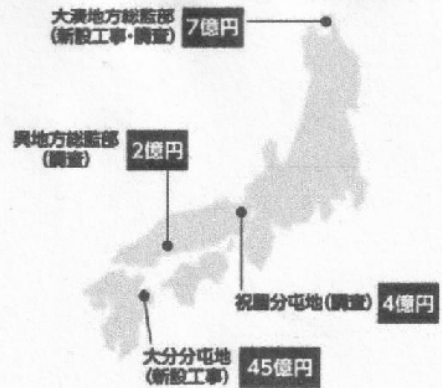 大湊地方総監部
(新設工事・調査)
7億円
呉地方総監部
(調査)
2億円
祝園分屯地(調査)
4億円
大分分屯地
(新設工事)
45億円